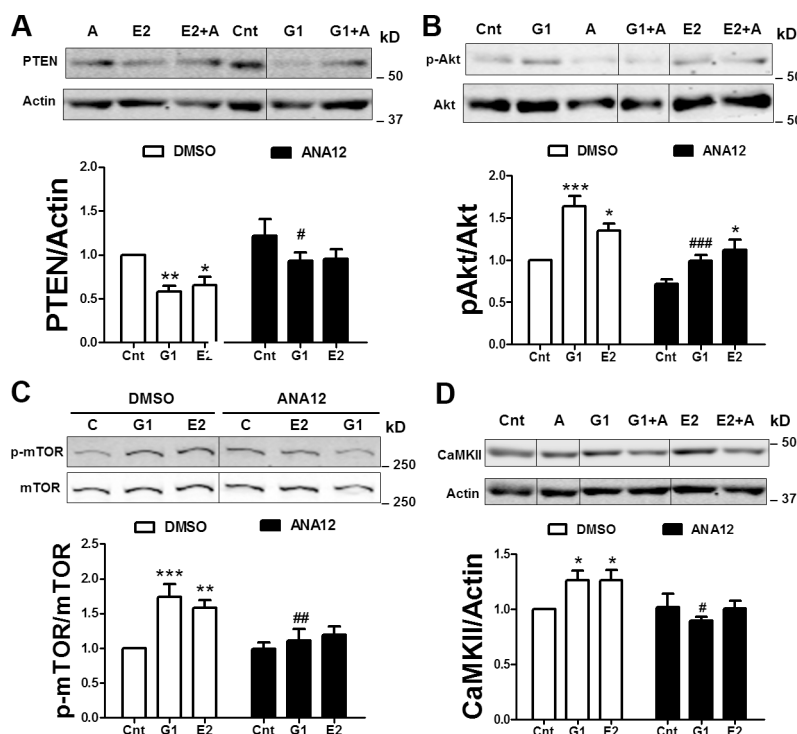 A
A E2 E2+A Cnt G1 G1+A kD
PTEN
50
Actin
37
DMSO ANA12
PTEN/Actin
2.0
1.5
1.0
0.5
0.0
Cnt G1 E2 Cnt G1 E2
** * #
B
Cnt G1 A G1+A E2 E2+A kD
p-Akt
50
Akt
50
DMSO ANA12
pAkt/Akt
2.0
1.5
1.0
0.5
0.0
Cnt G1 E2 Cnt G1 E2
*** * ### *
C
DMSO ANA12
C G1 E2 C E2 G1 kD
p-mTOR
250
mTOR
250
DMSO ANA12
p-mTOR/mTOR
2.5
2.0
1.5
1.0
0.5
0.0
Cnt G1 E2 Cnt G1 E2
*** ** ##
D
Cnt A G1 G1+A E2 E2+A kD
50
CaMKII
Actin
37
DMSO ANA12
CaMKII/Actin
1.5
1.0
0.5
0.0
Cnt G1 E2 Cnt G1 E2
* * #